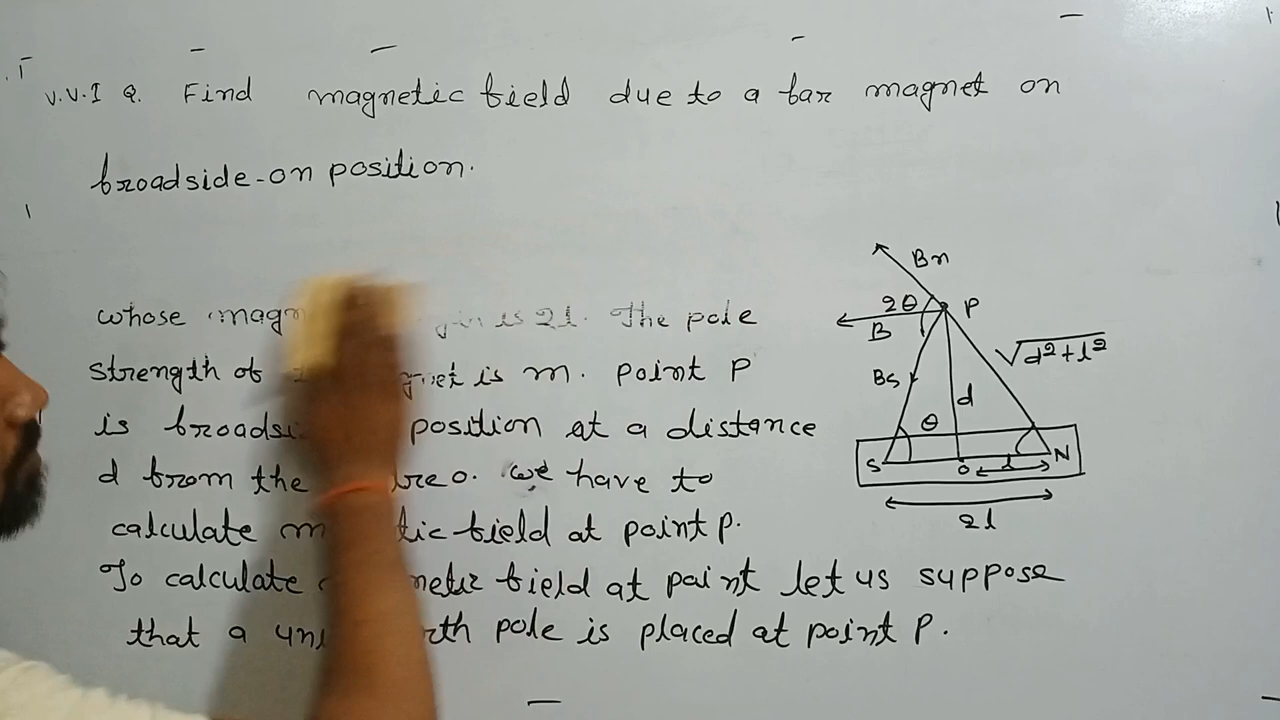 V.V.I Q. Find magnetic field due to a bar magnet on
broadside-on position.
whose magn is 2l. The pole
strength of is m. point P
is position at a distance
d from the o. we have to
calculate field at point P.
To calculate field at point let us suppose
that a pole is placed at point P.
Bn
2θ
P
B
√d²+l²
Bs
d
θ
S
o
l
N
2l